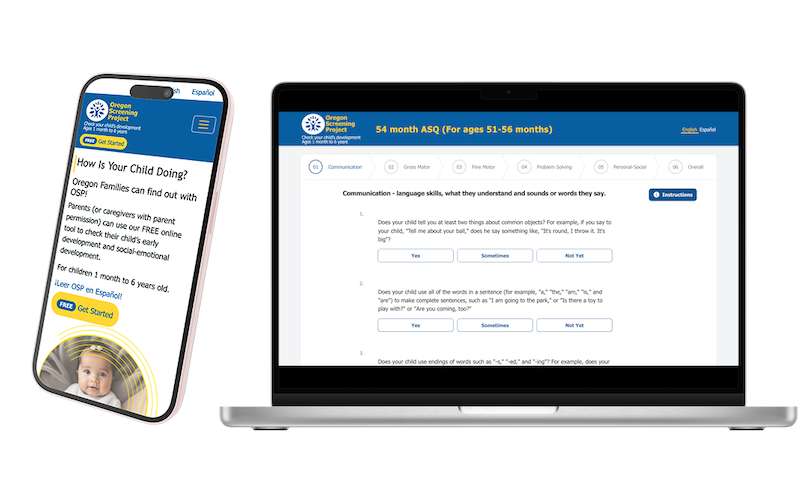 sh Español
Oregon
Screening
Project
Check your child's development
Ages 1 month to 6 years
FREE Get Started
How Is Your Child Doing?
Oregon Families can find out with
OSP!
Parents (or caregivers with parent
permission) can use our FREE online
tool to check their child's early
development and social-emotional
development.
For children 1 month to 6 years old.
¡Leer OSP en Español!
FREE Get Started
Oregon
Screening
Project
Check your child's development
Ages 1 month to 6 years
54 month ASQ (For ages 51-56 months)
English Español
01 Communication 02 Gross Motor 03 Fine Motor 04 Problem Solving 05 Personal-Social 06 Overall
Communication - language skills, what they understand and sounds or words they say.
Instructions
1.
Does your child tell you at least two things about common objects? For example, if you say to
your child, "Tell me about your ball," does he say something like, "It's round, I throw it. It's
big"?
Yes Sometimes Not Yet
2.
Does your child use all of the words in a sentence (for example, "a," "the," "am," "is," and
"are") to make complete sentences, such as "I am going to the park," or "Is there a toy to
play with?" or "Are you coming, too?"
Yes Sometimes Not Yet
3.
Does your child use endings of words such as "-s," "-ed," and "-ing"? For example, does your